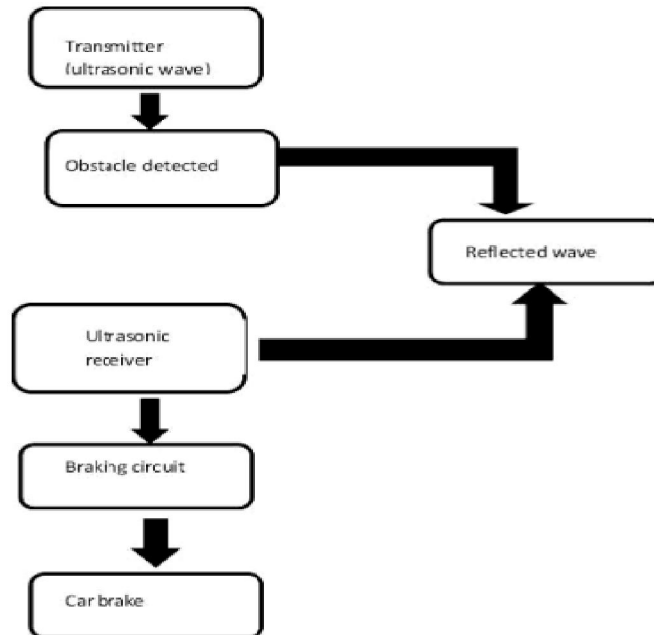 Transmitter
(ultrasonic wave)
Obstacle detected
Reflected wave
Ultrasonic
receiver
Braking circuit
Car brake